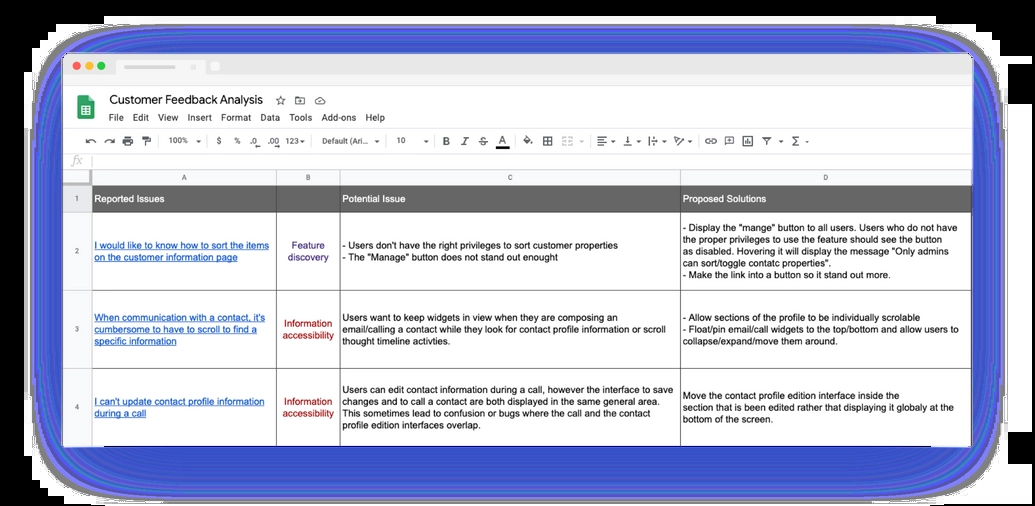 Customer Feedback Analysis
File Edit View Insert Format Data Tools Add-ons Help
100% $ % .0 .00 123 Default (Ari... 10 B I S A
fx
A B C D
1 Reported Issues Potential Issue Proposed Solutions
2
I would like to know how to sort the items
on the customer information page
Feature
discovery
- Users don't have the right privileges to sort customer properties
- The "Manage" button does not stand out enought
- Display the "mange" button to all users. Users who do not have
the proper privileges to use the feature should see the button
as disabled. Hovering it will display the message "Only admins
can sort/toggle contatc properties".
- Make the link into a button so it stand out more.
3
When communication with a contact, it's
cumbersome to have to scroll to find a
specific information
Information
accessibility
Users want to keep widgets in view when they are composing an
email/calling a contact while they look for contact profile information or scroll
thought timeline activties.
- Allow sections of the profile to be individually scrolable
- Float/pin email/call widgets to the top/bottom and allow users to
collapse/expand/move them around.
4
I can't update contact profile information
during a call
Information
accessibility
Users can edit contact information during a call, however the interface to save
changes and to call a contact are both displayed in the same general area.
This sometimes lead to confusion or bugs where the call and the contact
profile edition interfaces overlap.
Move the contact profile edition interface inside the
section that is been edited rather that displaying it globaly at the
bottom of the screen.